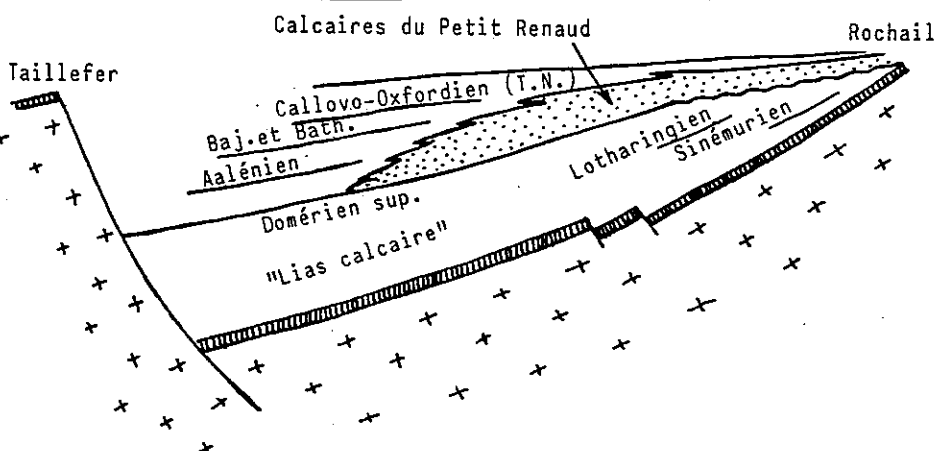 Calcaires du Petit Renaud
Rochail
Taillefer
Callovo-Oxfordien (T.N.)
Baj.et Bath.
Aalénien
Lotharingien
Sinémurien
Domérien sup.
"Lias calcaire"